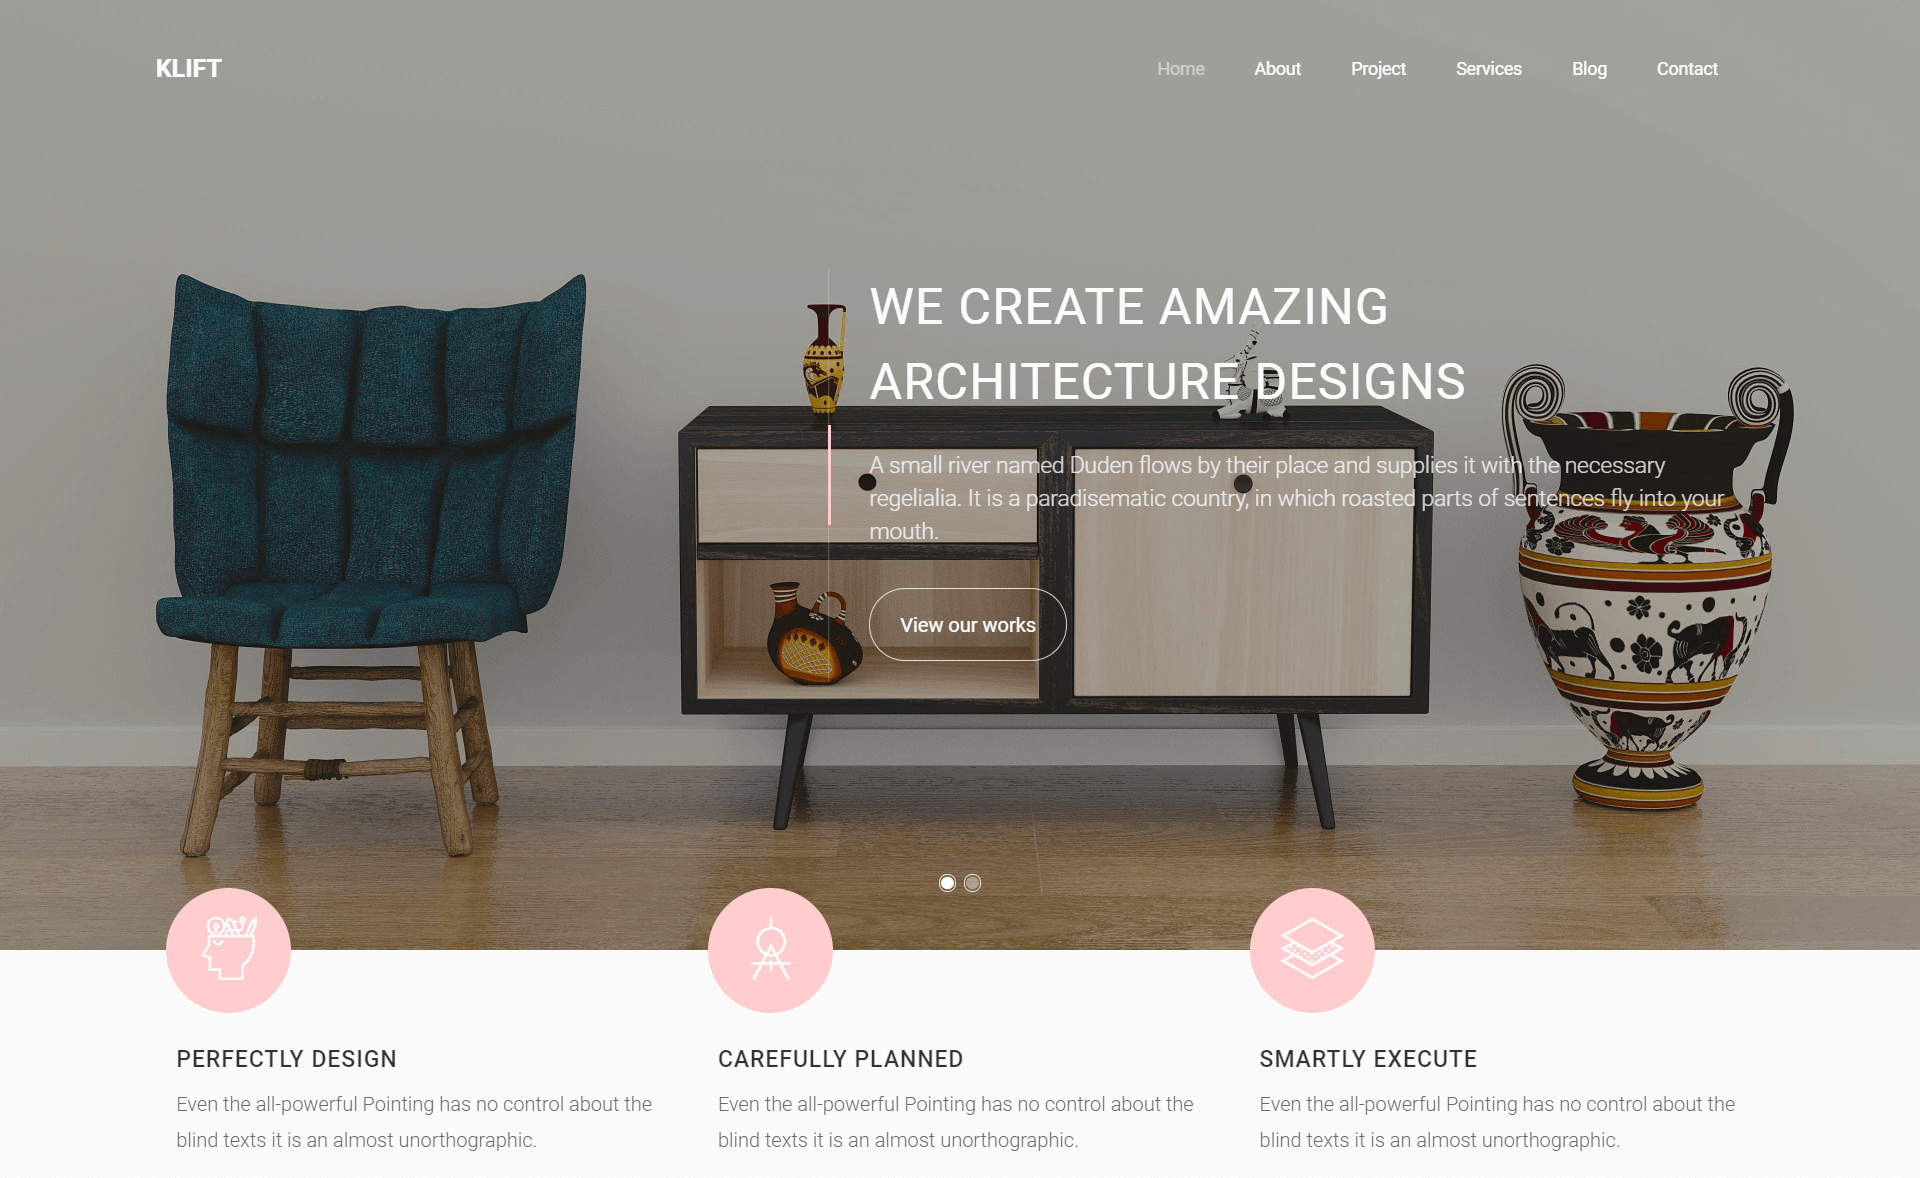 KLIFT
Home About Project Services Blog Contact
WE CREATE AMAZING
ARCHITECTURE DESIGNS
A small river named Duden flows by their place and supplies it with the necessary
regelialia. It is a paradisematic country, in which roasted parts of sentences fly into your
mouth.
View our works
PERFECTLY DESIGN
Even the all-powerful Pointing has no control about the
blind texts it is an almost unorthographic.
CAREFULLY PLANNED
Even the all-powerful Pointing has no control about the
blind texts it is an almost unorthographic.
SMARTLY EXECUTE
Even the all-powerful Pointing has no control about the
blind texts it is an almost unorthographic.